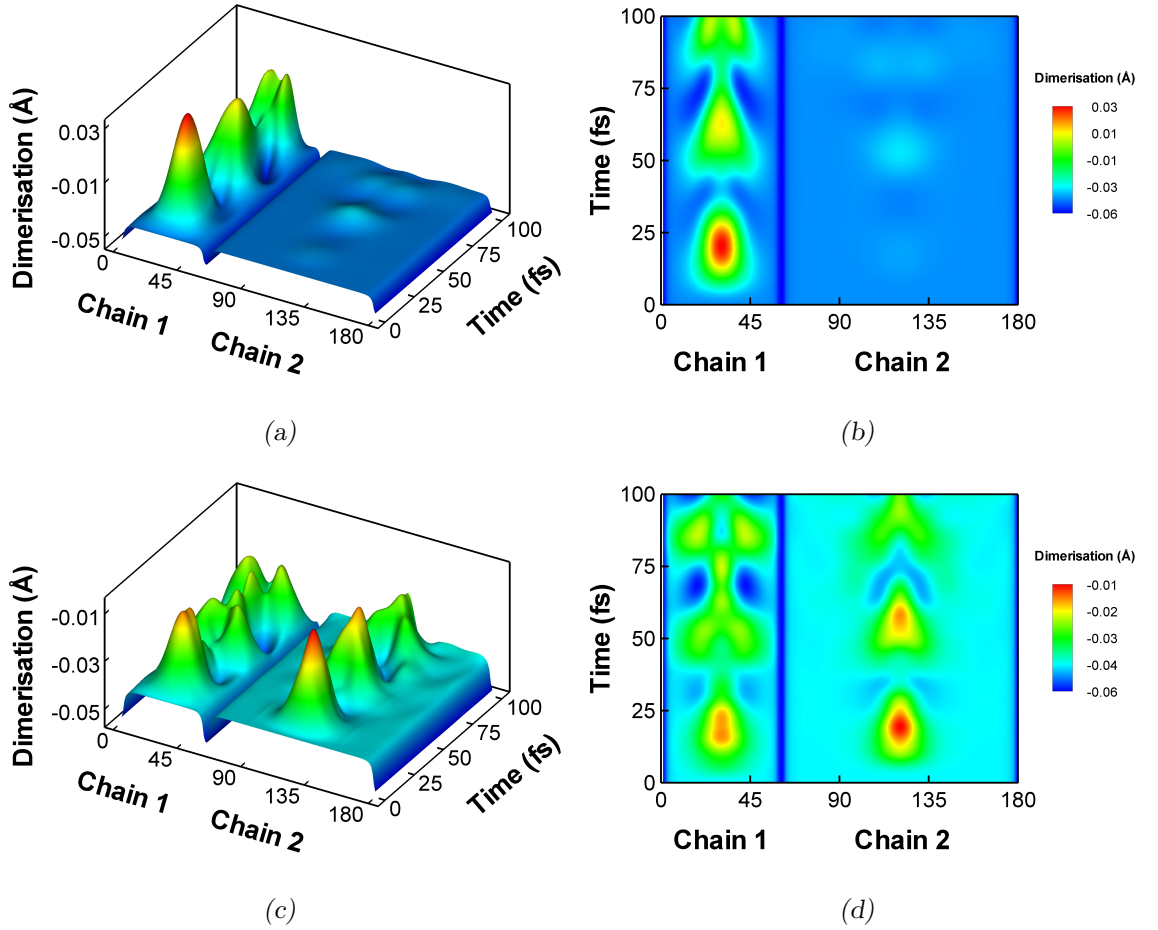 Dimerisation (Å)
0.03
-0.01
-0.05
0
45
90
135
180
Chain 1
Chain 2
0
25
50
75
100
Time (fs)
(a)
Time (fs)
100
75
50
25
0
0
45
90
135
180
Chain 1
Chain 2
Dimerisation (Å)
0.03
0.01
-0.01
-0.03
-0.06
(b)
Dimerisation (Å)
-0.01
-0.03
-0.05
0
45
90
135
180
Chain 1
Chain 2
0
25
50
75
100
Time (fs)
(c)
Time (fs)
100
75
50
25
0
0
45
90
135
180
Chain 1
Chain 2
Dimerisation (Å)
-0.01
-0.02
-0.03
-0.04
-0.06
(d)